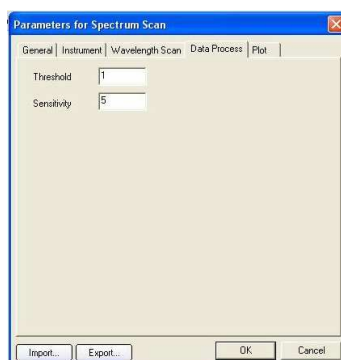 Parameters for Spectrum Scan
General Instrument Wavelength Scan Data Process Plot
Threshold 1
Sensitivity 5
Import... Export... OK Cancel